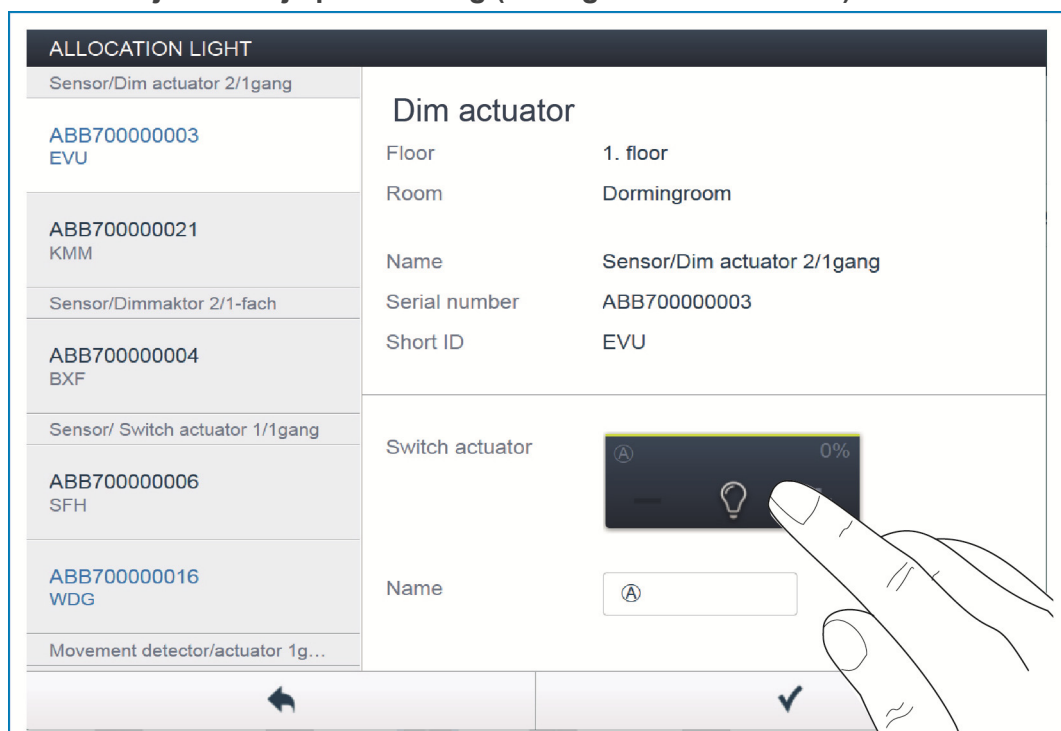 ALLOCATION LIGHT
Sensor/Dim actuator 2/1gang
ABB700000003
EVU
ABB700000021
KMM
Sensor/Dimmaktor 2/1-fach
ABB700000004
BXF
Sensor/ Switch actuator 1/1gang
ABB700000006
SFH
ABB700000016
WDG
Movement detector/actuator 1g...
Dim actuator
Floor 1. floor
Room Dormingroom
Name Sensor/Dim actuator 2/1gang
Serial number ABB700000003
Short ID EVU
Switch actuator
Ⓐ 0%
Name Ⓐ